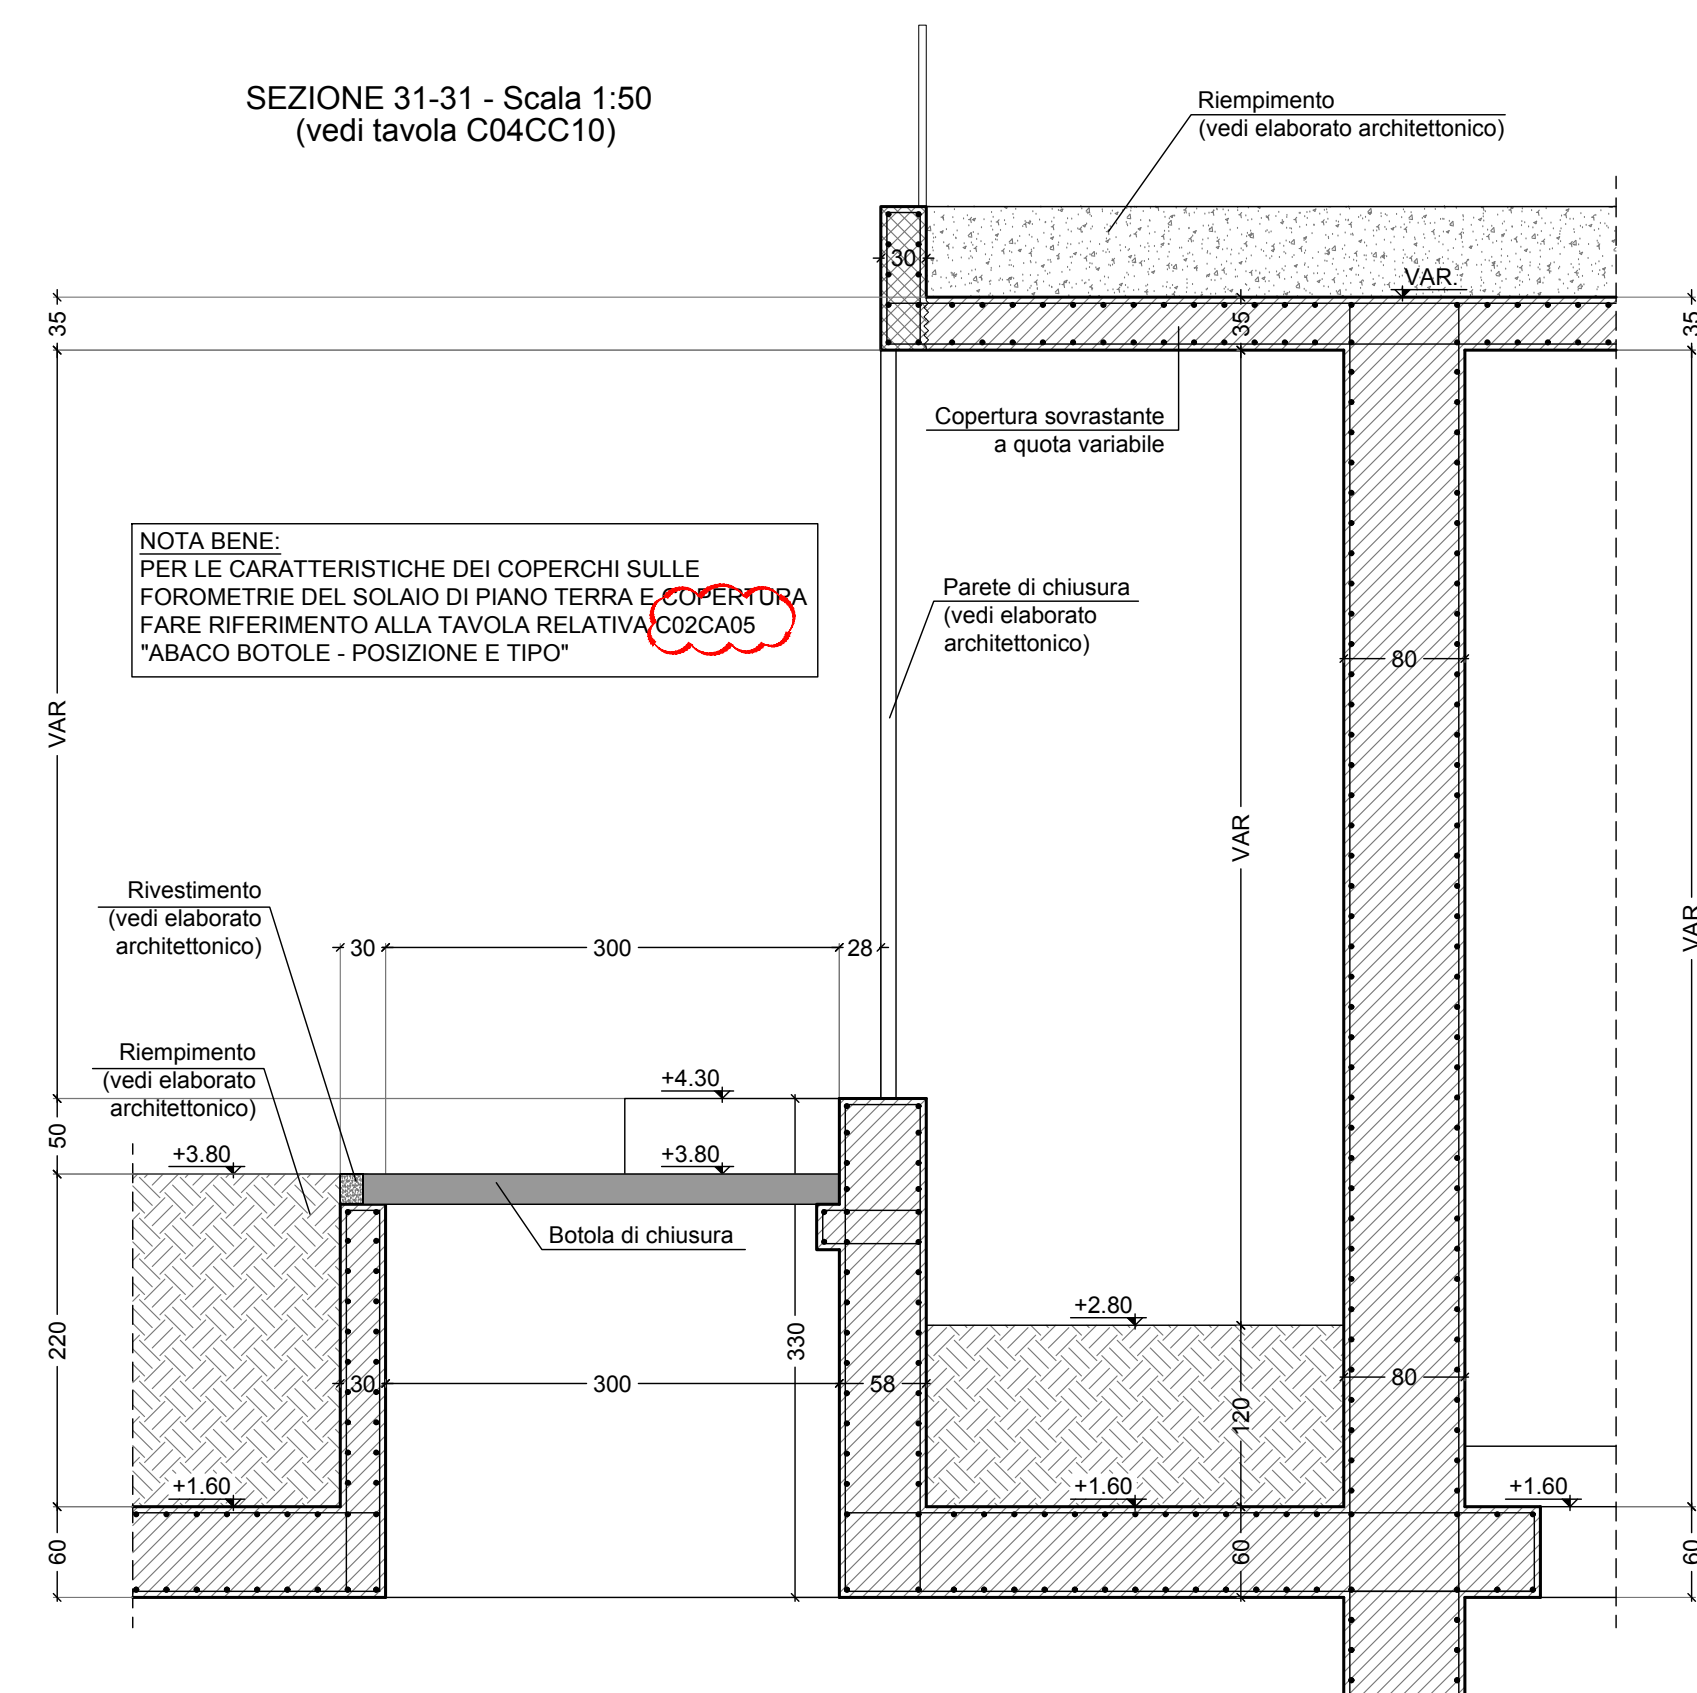 SEZIONE 31-31 - Scala 1:50
(vedi tavola C04CC10)
Riempimento
(vedi elaborato architettonico)
30
VAR.
35
35
35
Copertura sovrastante
a quota variabile
NOTA BENE:
PER LE CARATTERISTICHE DEI COPERCHI SULLE
FOROMETRIE DEL SOLAIO DI PIANO TERRA E COPERTURA
FARE RIFERIMENTO ALLA TAVOLA RELATIVA C02CA05
"ABACO BOTOLE - POSIZIONE E TIPO"
Parete di chiusura
(vedi elaborato
architettonico)
80
VAR
VAR
VAR
Rivestimento
(vedi elaborato
architettonico)
30
300
28
Riempimento
(vedi elaborato
architettonico)
+4.30
50
+3.80
+3.80
Botola di chiusura
+2.80
220
330
30
300
58
80
120
+1.60
+1.60
+1.60
60
60
60